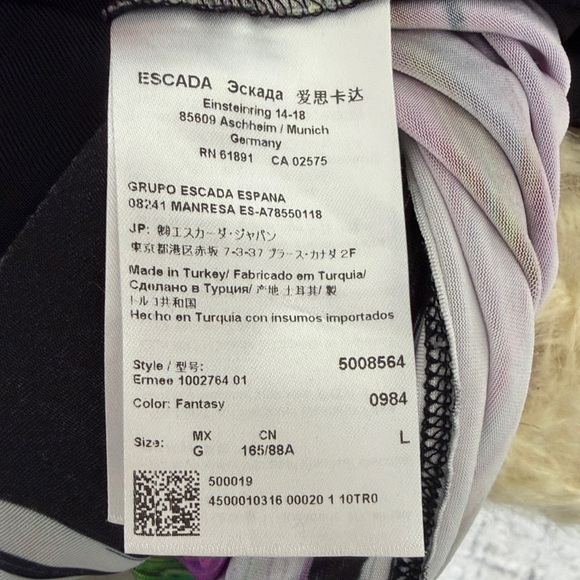 ESCADA Эскада 爱思卡达
Einsteinring 14-18
85609 Aschheim / Munich
Germany
RN 61891 CA 02575
GRUPO ESCADA ESPANA
08241 MANRESA ES-A78550118
JP: ㈱エスカーダ・ジャパン
東京都港区赤坂 7-3-37 プラース・カナダ 2F
Made in Turkey/ Fabricado em Turquia/
Сделано в Турции/ 产地 土耳其/ 製
トルコ共和国
Hecho en Turquia con insumos importados
Style / 型号: 5008564
Ermee 1002764 01
Color: Fantasy 0984
Size: MX CN L
G 165/88A
500019
4500010316 00020 1 10TR0